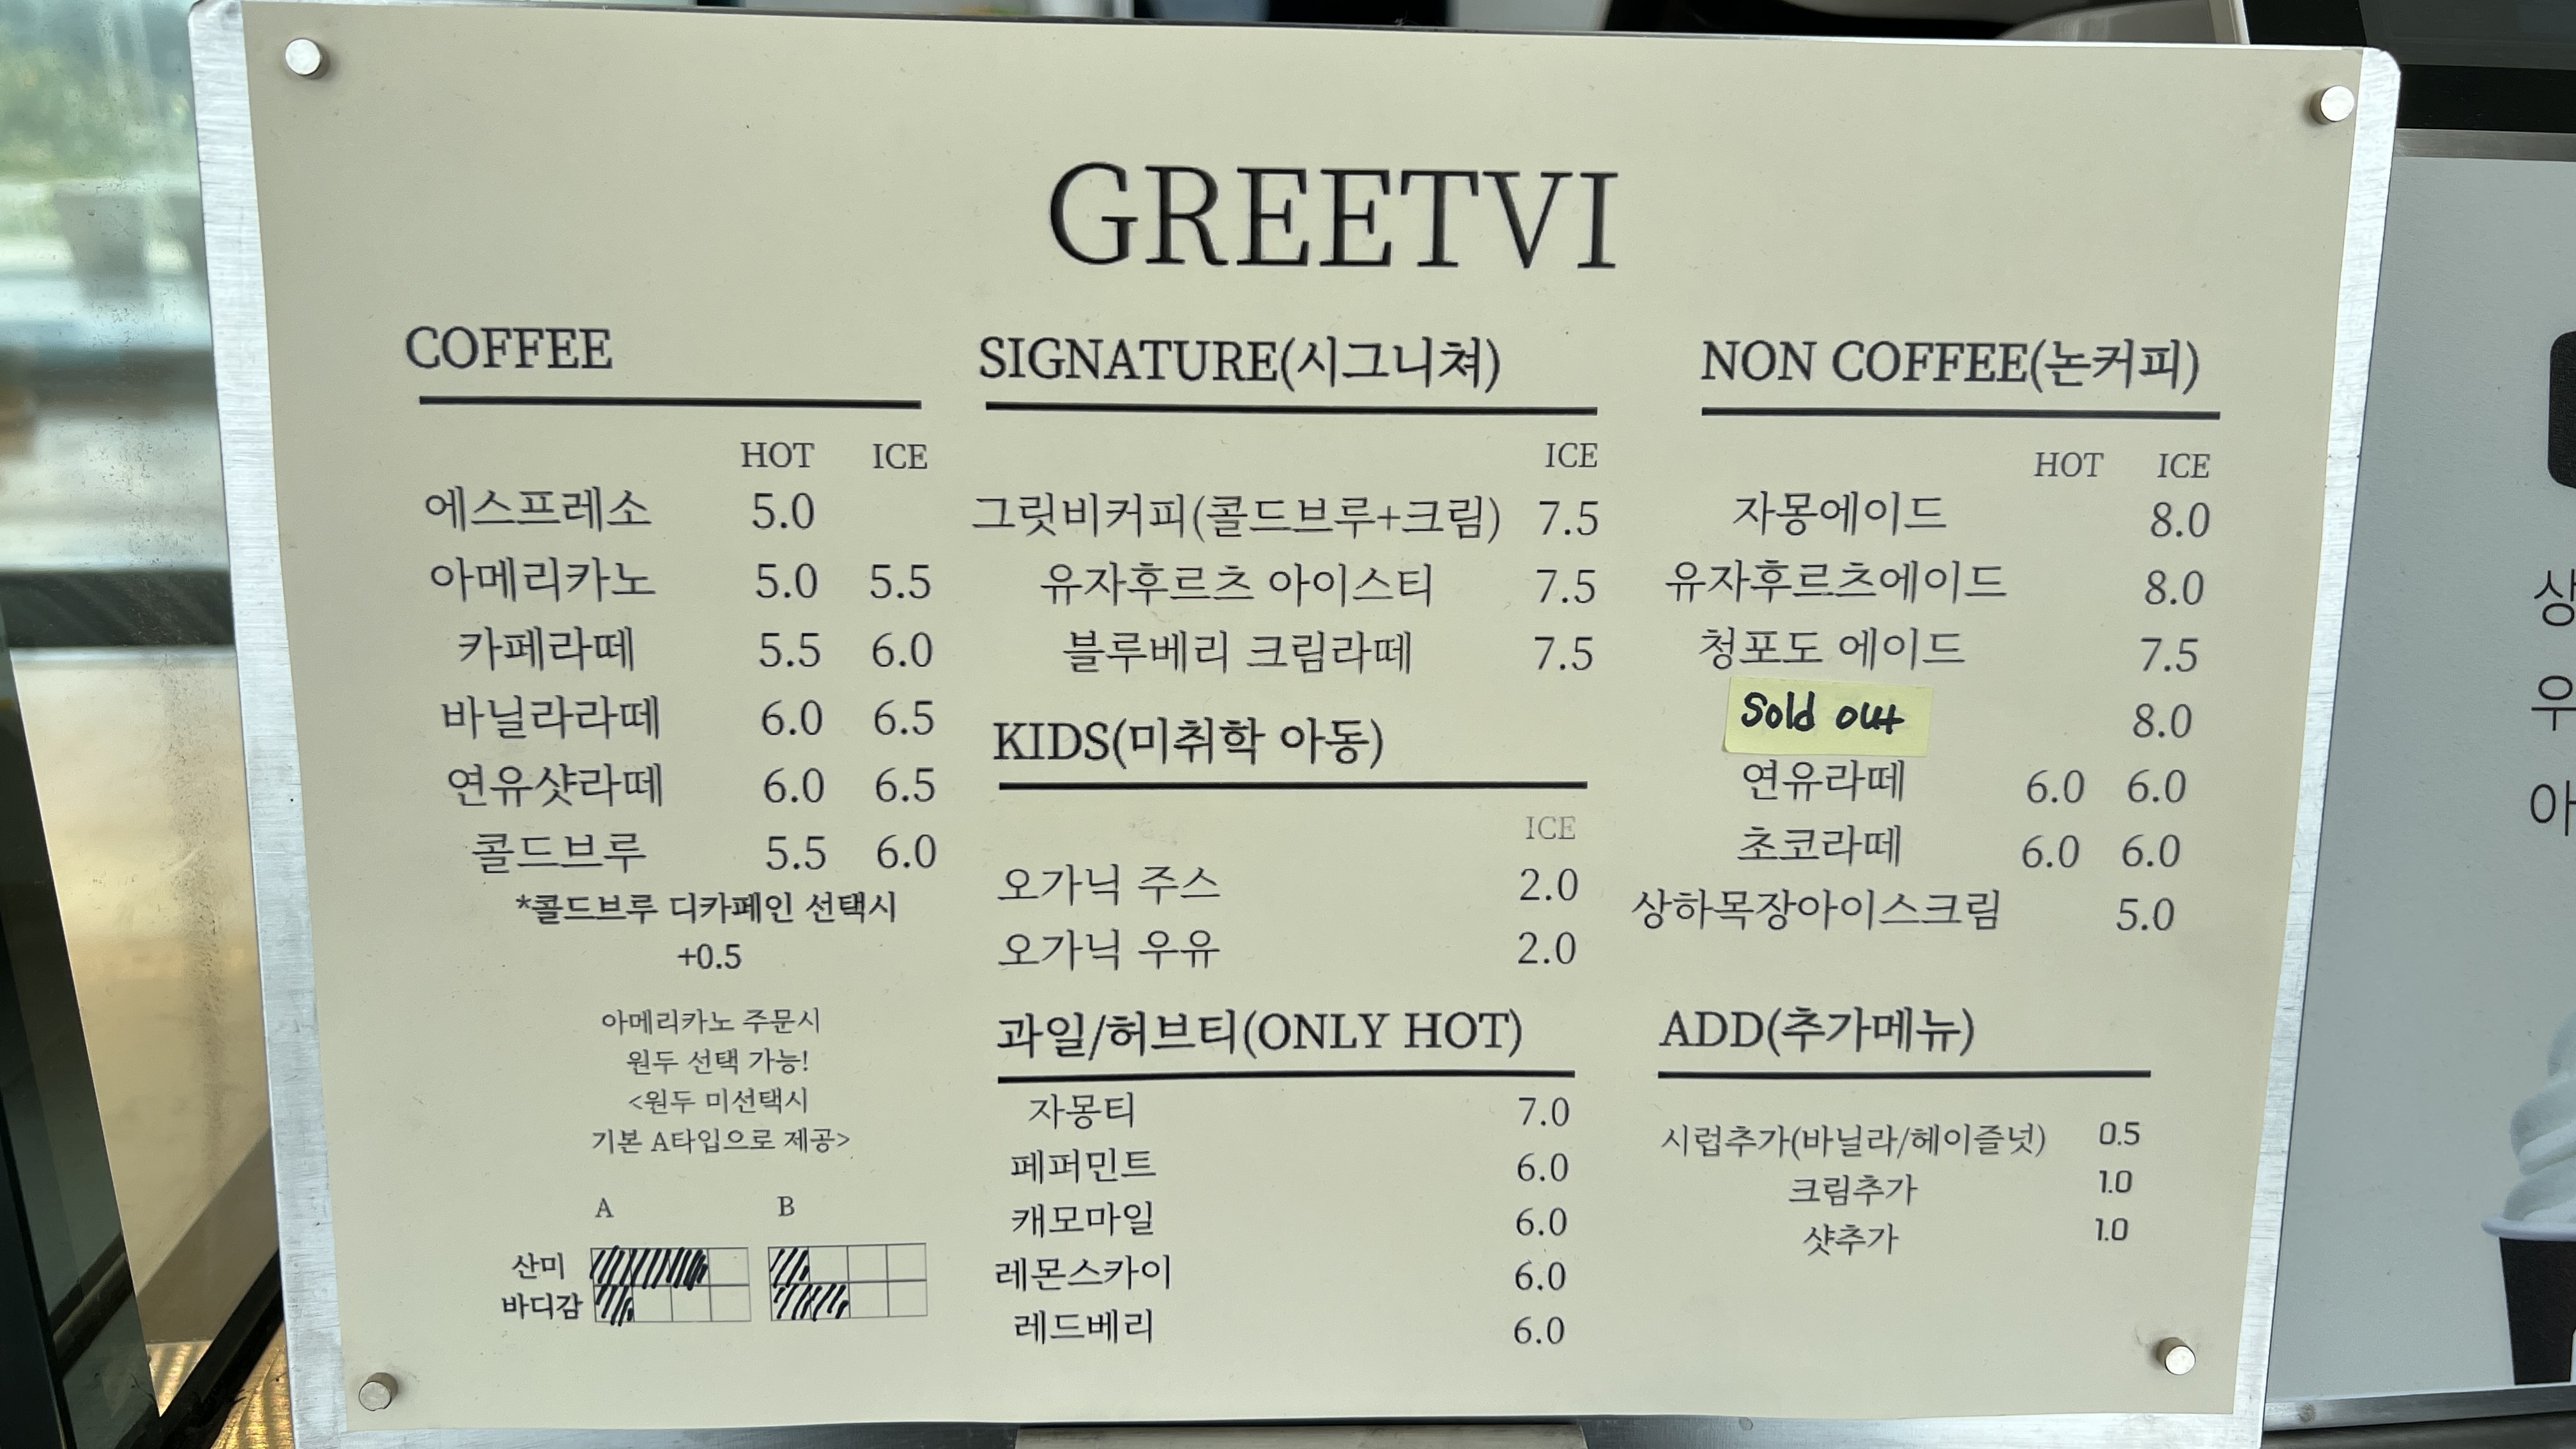 GREETVI
COFFEE
HOT ICE
에스프레소 5.0
아메리카노 5.0 5.5
카페라떼 5.5 6.0
바닐라라떼 6.0 6.5
연유샷라떼 6.0 6.5
콜드브루 5.5 6.0
*콜드브루 디카페인 선택시
+0.5
아메리카노 주문시
원두 선택 가능!
<원두 미선택시
기본 A타입으로 제공>
A B
산미
바디감
SIGNATURE(시그니쳐)
ICE
그릿비커피(콜드브루+크림) 7.5
유자후르츠 아이스티 7.5
블루베리 크림라떼 7.5
KIDS(미취학 아동)
ICE
오가닉 주스 2.0
오가닉 우유 2.0
과일/허브티(ONLY HOT)
자몽티 7.0
페퍼민트 6.0
캐모마일 6.0
레몬스카이 6.0
레드베리 6.0
NON COFFEE(논커피)
HOT ICE
자몽에이드 8.0
유자후르츠에이드 8.0
청포도 에이드 7.5
Sold out 8.0
연유라떼 6.0 6.0
초코라떼 6.0 6.0
상하목장아이스크림 5.0
ADD(추가메뉴)
시럽추가(바닐라/헤이즐넛) 0.5
크림추가 1.0
샷추가 1.0
상
우
아